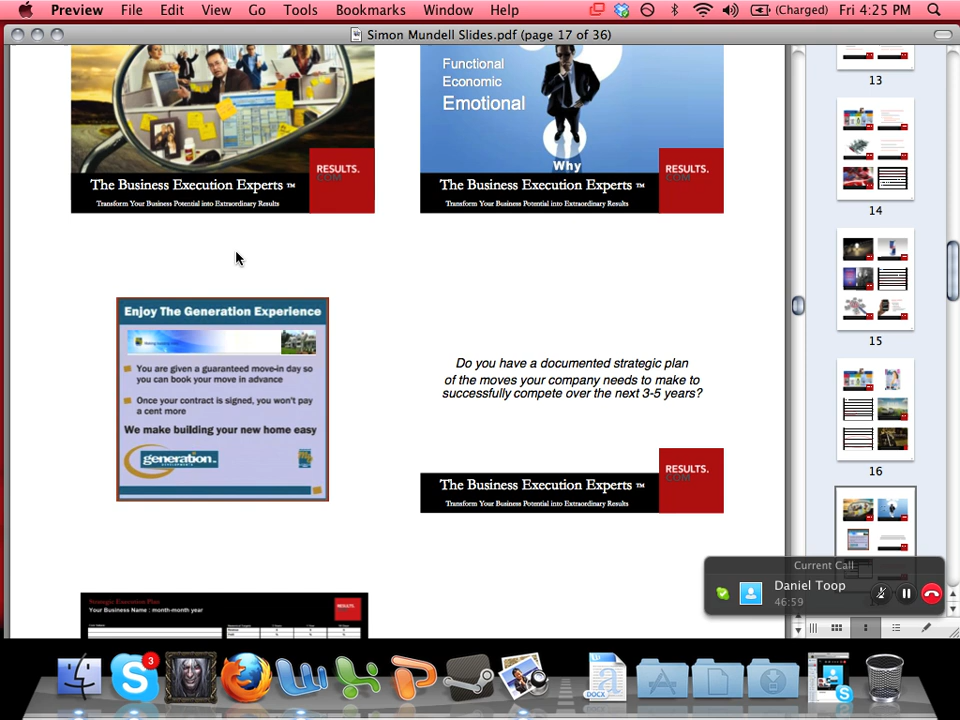 Preview File Edit View Go Tools Bookmarks Window Help (Charged) Fri 4:25 PM
Simon Mundell Slides.pdf (page 17 of 36)
Functional
Economic
Emotional
Why
RESULTS.
COM
The Business Execution Experts ™
Transform Your Business Potential into Extraordinary Results
RESULTS.
COM
The Business Execution Experts ™
Transform Your Business Potential into Extraordinary Results
Enjoy The Generation Experience
You are given a guaranteed move-in day so
you can book your move in advance
Once your contract is signed, you won't pay
a cent more
We make building your new home easy
generation
Do you have a documented strategic plan
of the moves your company needs to make to
successfully compete over the next 3-5 years?
RESULTS.
COM
The Business Execution Experts ™
Transform Your Business Potential into Extraordinary Results
Strategic Execution Plan
Your Business Name : month-month year
RESULTS.
13
14
15
16
Current Call
Daniel Toop
46:59
3
DOCX